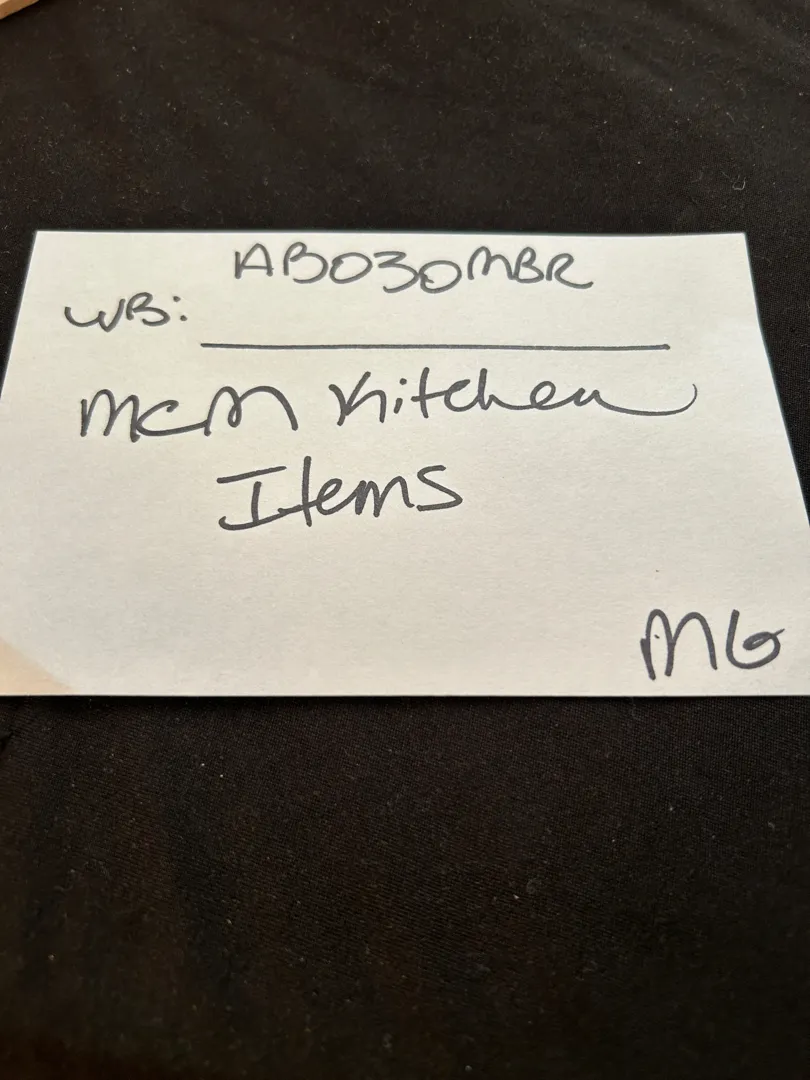 AB030MBR
WB:
MCM Kitchen
Items
MG